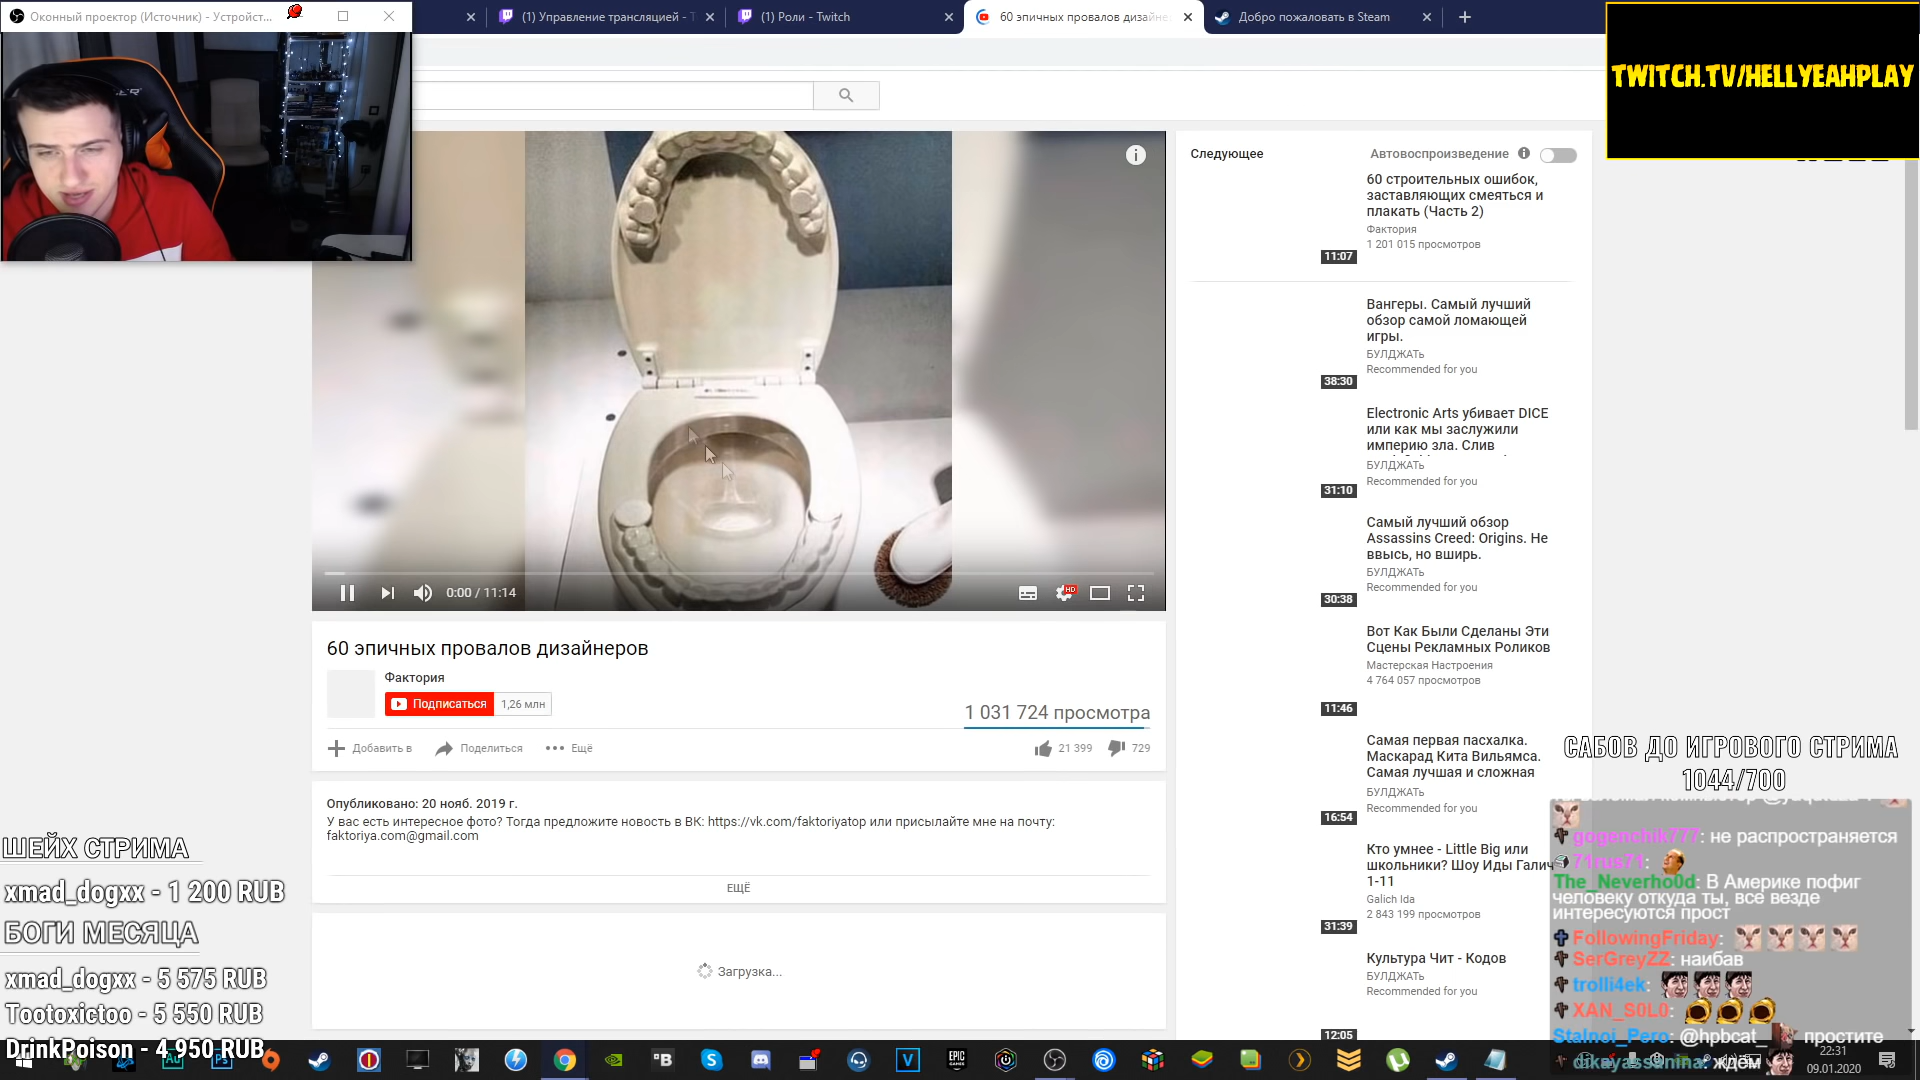 Оконный проектор (Источник) - Устройст...
(1) Управление трансляцией - T
(1) Роли - Twitch
60 эпичных провалов дизайне
Добро пожаловать в Steam
TWITCH.TV/HELLYEAHPLAY
Следующее
Автовоспроизведение
60 строительных ошибок,
заставляющих смеяться и
плакать (Часть 2)
Фактория
1 201 015 просмотров
11:07
Вангеры. Самый лучший
обзор самой ломающей
игры.
БУЛДЖАТЬ
Recommended for you
38:30
Electronic Arts убивает DICE
или как мы заслужили
империю зла. Слив
БУЛДЖАТЬ
Recommended for you
31:10
Самый лучший обзор
Assassins Creed: Origins. Не
ввысь, но вширь.
БУЛДЖАТЬ
Recommended for you
30:38
Вот Как Были Сделаны Эти
Сцены Рекламных Роликов
Мастерская Настроения
4 764 057 просмотров
11:46
Самая первая пасхалка.
Маскарад Кита Вильямса.
Самая лучшая и сложная
БУЛДЖАТЬ
Recommended for you
16:54
Кто умнее - Little Big или
школьники? Шоу Иды Галич
1-11
Galich Ida
2 843 199 просмотров
31:39
Культура Чит - Кодов
БУЛДЖАТЬ
Recommended for you
12:05
0:00 / 11:14
HD
60 эпичных провалов дизайнеров
Фактория
Подписаться 1,26 млн
1 031 724 просмотра
Добавить в Поделиться Ещё
21 399 729
Опубликовано: 20 нояб. 2019 г.
У вас есть интересное фото? Тогда предложите новость в ВК: https://vk.com/faktoriyatop или присылайте мне на почту:
faktoriya.com@gmail.com
ЕЩЁ
Загрузка...
ШЕЙХ СТРИМА
xmad_dogxx - 1 200 RUB
БОГИ МЕСЯЦА
xmad_dogxx - 5 575 RUB
Tootoxictoo - 5 550 RUB
DrinkPoison - 4 950 RUB
САБОВ ДО ИГРОВОГО СТРИМА
1044/700
gogenchik777: не распространяется
71rus71:
The_Neverho0d: В Америке пофиг
человеку откуда ты, все везде
интересуются прост
FollowingFriday:
SerGreyZZ: наибав
trolli4ek:
XAN_S0L0:
Stalnoi_Pero: @hpbcat_ простите
dikayassanina: ждём
Au
Ps
B
V
EPIC
GAMES
22:31
09.01.2020